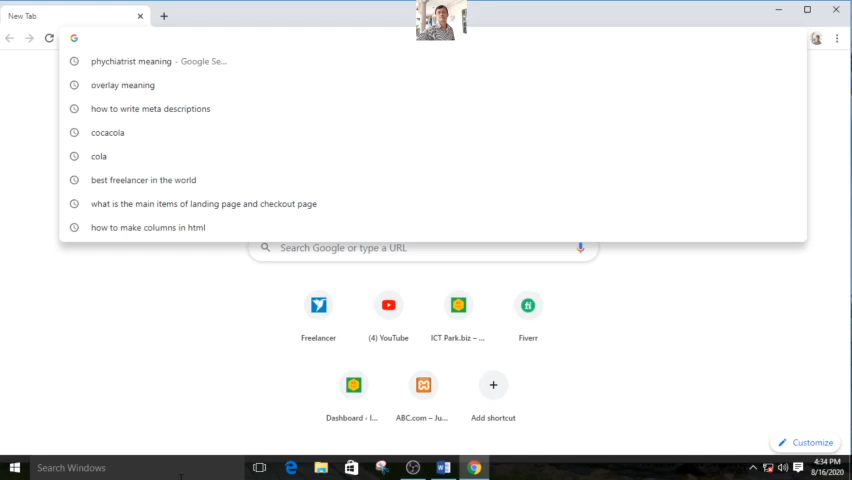 New Tab
phychiatrist meaning - Google Se...
overlay meaning
how to write meta descriptions
cocacola
cola
best freelancer in the world
what is the main items of landing page and checkout page
how to make columns in html
Search Google or type a URL
Freelancer
(4) YouTube
ICT Park.biz – ...
Fiverr
Dashboard ‹ I...
ABC.com – Ju...
Add shortcut
Customize
Search Windows
4:34 PM
8/16/2020